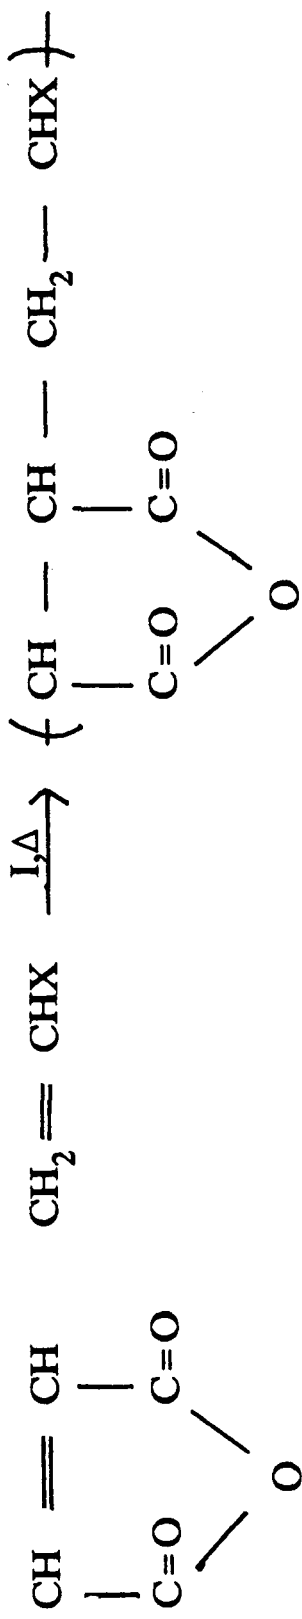 I,Δ
CH = CH CH₂ = CHX ⟶ ( CH — CH — CH₂ — CHX )
C=O C=O C=O C=O
O O